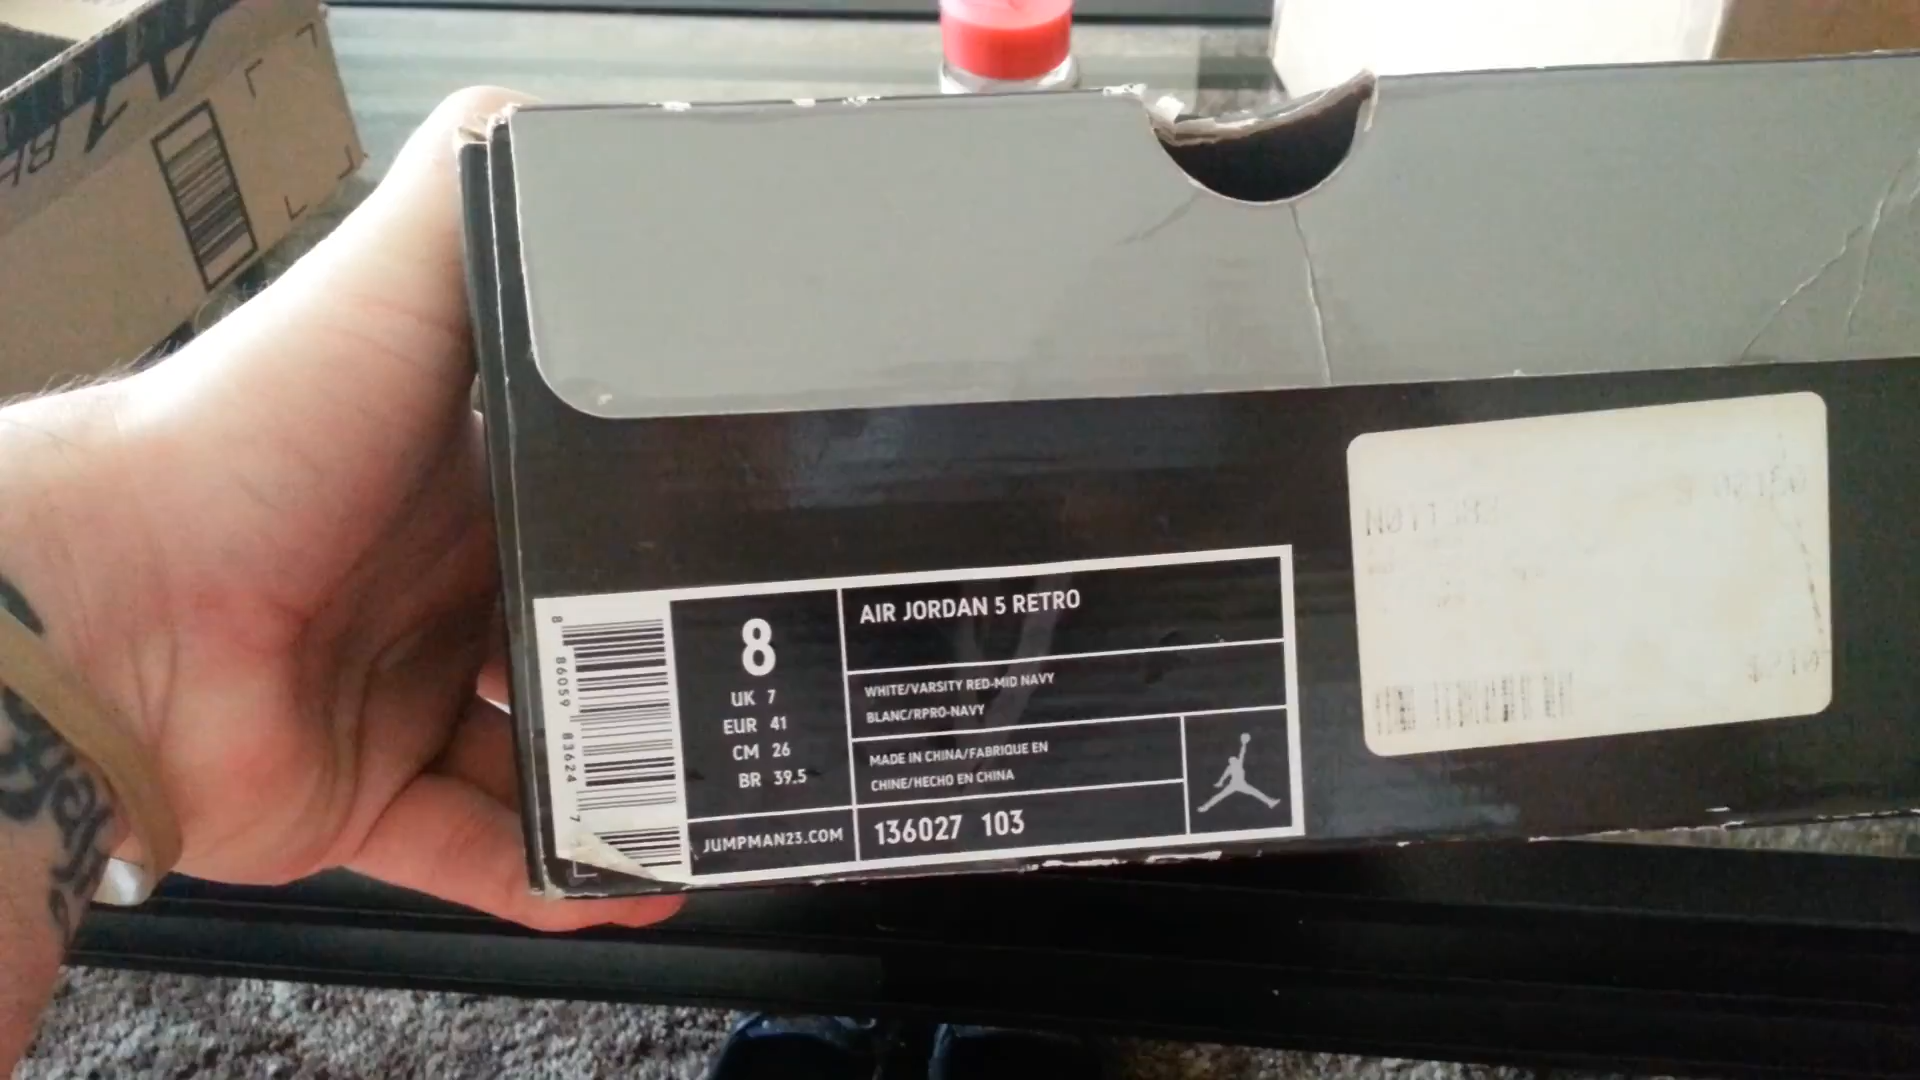 AIR JORDAN 5 RETRO
8
UK 7
EUR 41
CM 26
BR 39.5
WHITE/VARSITY RED-MID NAVY
BLANC/RPRO-NAVY
MADE IN CHINA/FABRIQUE EN
CHINE/HECHO EN CHINA
JUMPMAN23.COM
136027 103
8 86059 83624 7